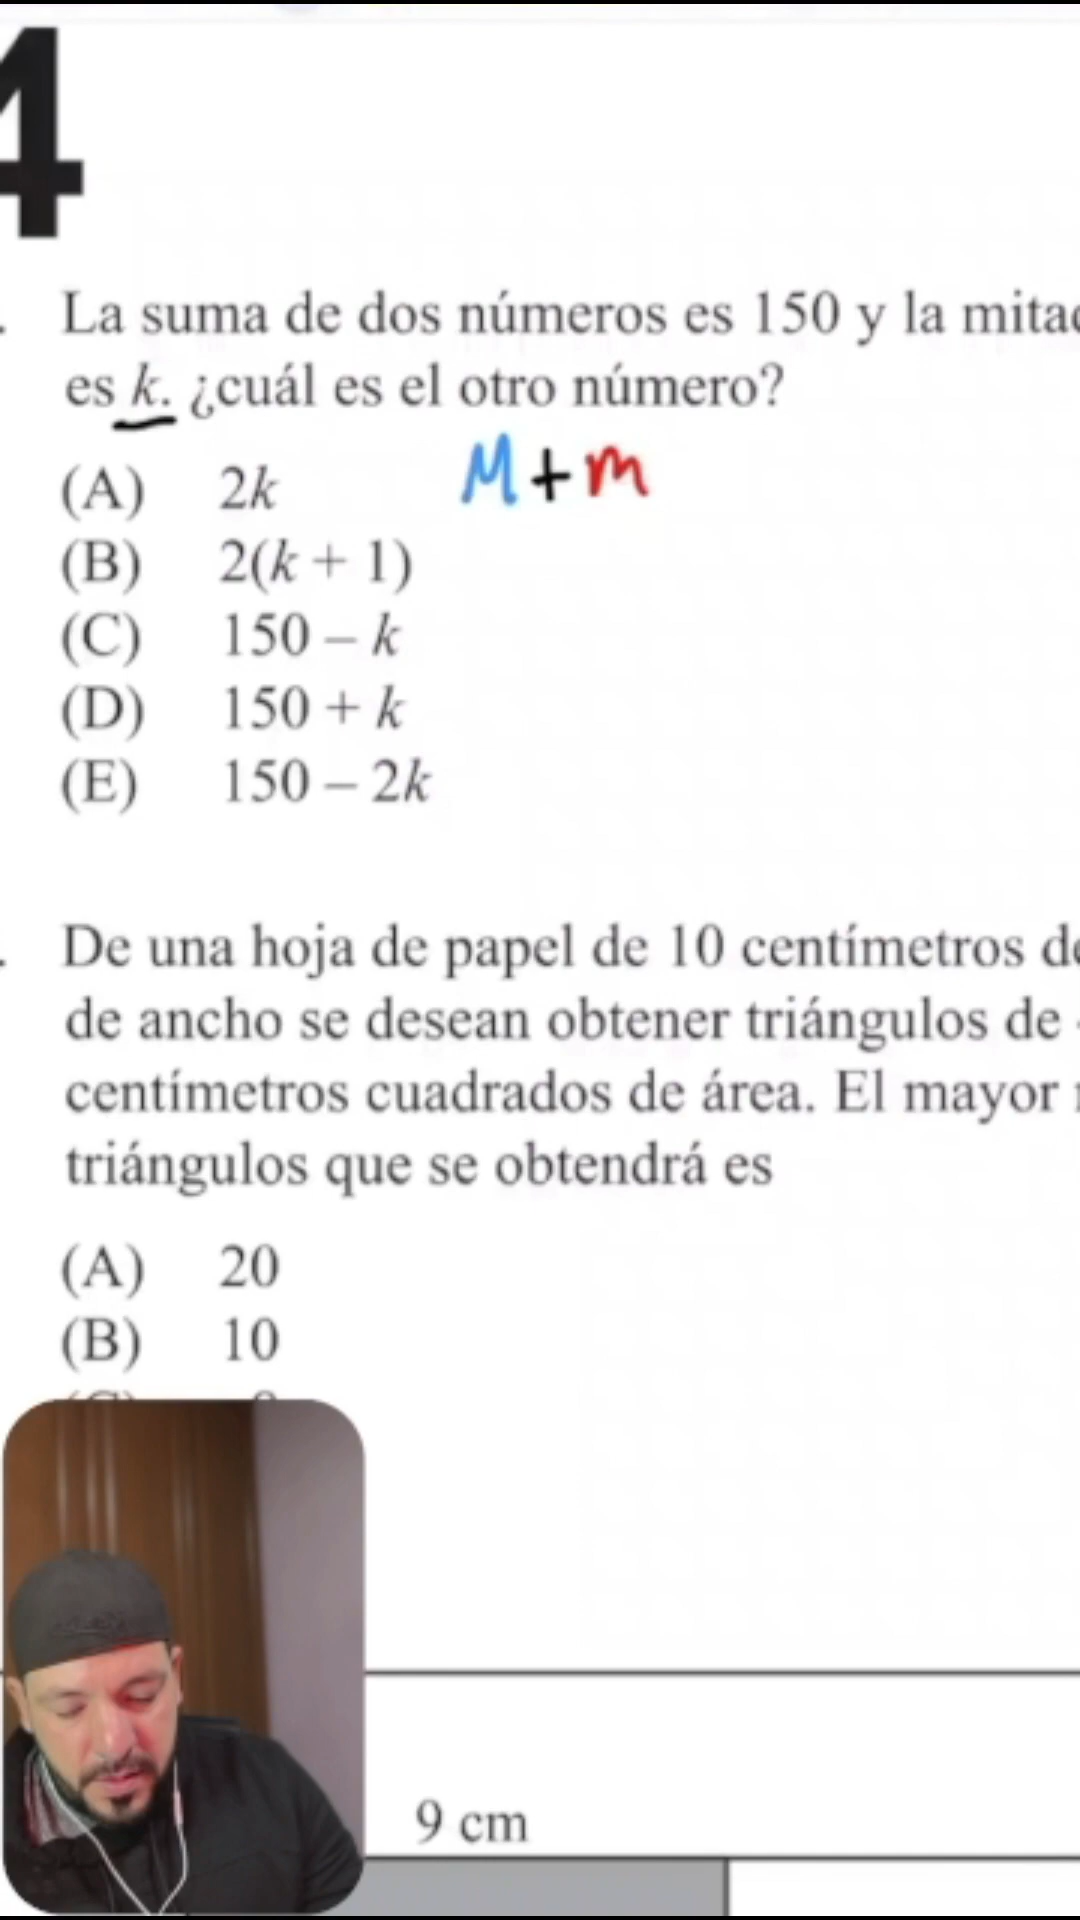 4
La suma de dos números es 150 y la
es k. ¿cuál es el otro número?
M+m
(A) 2k
(B) 2(k + 1)
(C) 150 – k
(D) 150 + k
(E) 150 – 2k
De una hoja de papel de 10 centímetros
de ancho se desean obtener triángulos de
centímetros cuadrados de área. El mayor
triángulos que se obtendrá es
(A) 20
(B) 10
9 cm